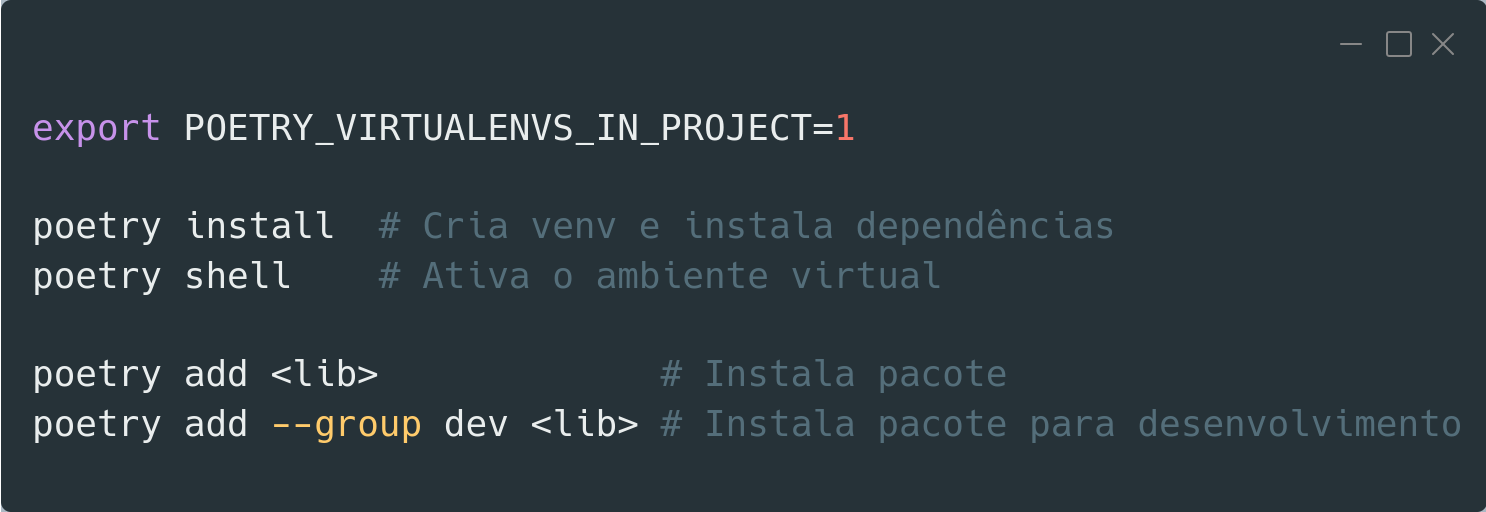 export POETRY_VIRTUALENVS_IN_PROJECT=1
poetry install  # Cria venv e instala dependências
poetry shell    # Ativa o ambiente virtual
poetry add <lib>             # Instala pacote
poetry add --group dev <lib> # Instala pacote para desenvolvimento